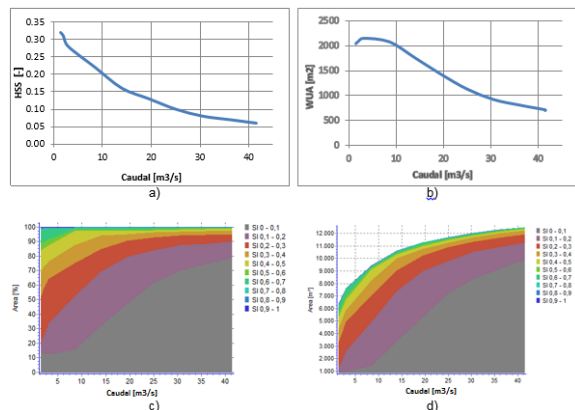 0.35
0.30
0.25
0.20
0.15
0.10
0.05
0.00
HSS [-]
0 10 20 30 40
Caudal [m3/s]
a)
2500
2000
1500
1000
500
0
WUA [m2]
0 10 20 30 40
Caudal [m3/s]
b)
100
90
80
70
60
50
40
30
20
10
0
Area [%]
5 10 15 20 25 30 35 40
Caudal [m3/s]
SI 0 - 0,1
SI 0,1 - 0,2
SI 0,2 - 0,3
SI 0,3 - 0,4
SI 0,4 - 0,5
SI 0,5 - 0,6
SI 0,6 - 0,7
SI 0,7 - 0,8
SI 0,8 - 0,9
SI 0,9 - 1
c)
12.000
11.000
10.000
9.000
8.000
7.000
6.000
5.000
4.000
3.000
2.000
1.000
Area [m²]
5 10 15 20 25 30 35 40
Caudal [m3/s]
SI 0 - 0,1
SI 0,1 - 0,2
SI 0,2 - 0,3
SI 0,3 - 0,4
SI 0,4 - 0,5
SI 0,5 - 0,6
SI 0,6 - 0,7
SI 0,7 - 0,8
SI 0,8 - 0,9
SI 0,9 - 1
d)